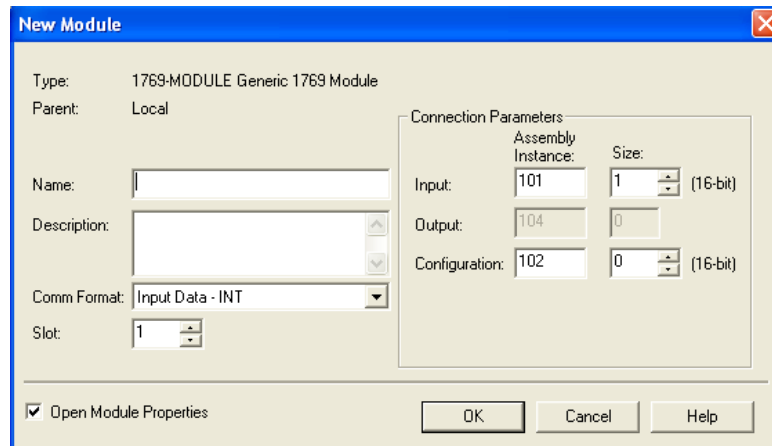 New Module
Type: 1769-MODULE Generic 1769 Module
Parent: Local
Connection Parameters
Assembly Instance: Size:
Name:
Input: 101 1 (16-bit)
Description:
Output: 104 0
Configuration: 102 0 (16-bit)
Comm Format: Input Data - INT
Slot: 1
Open Module Properties
OK Cancel Help